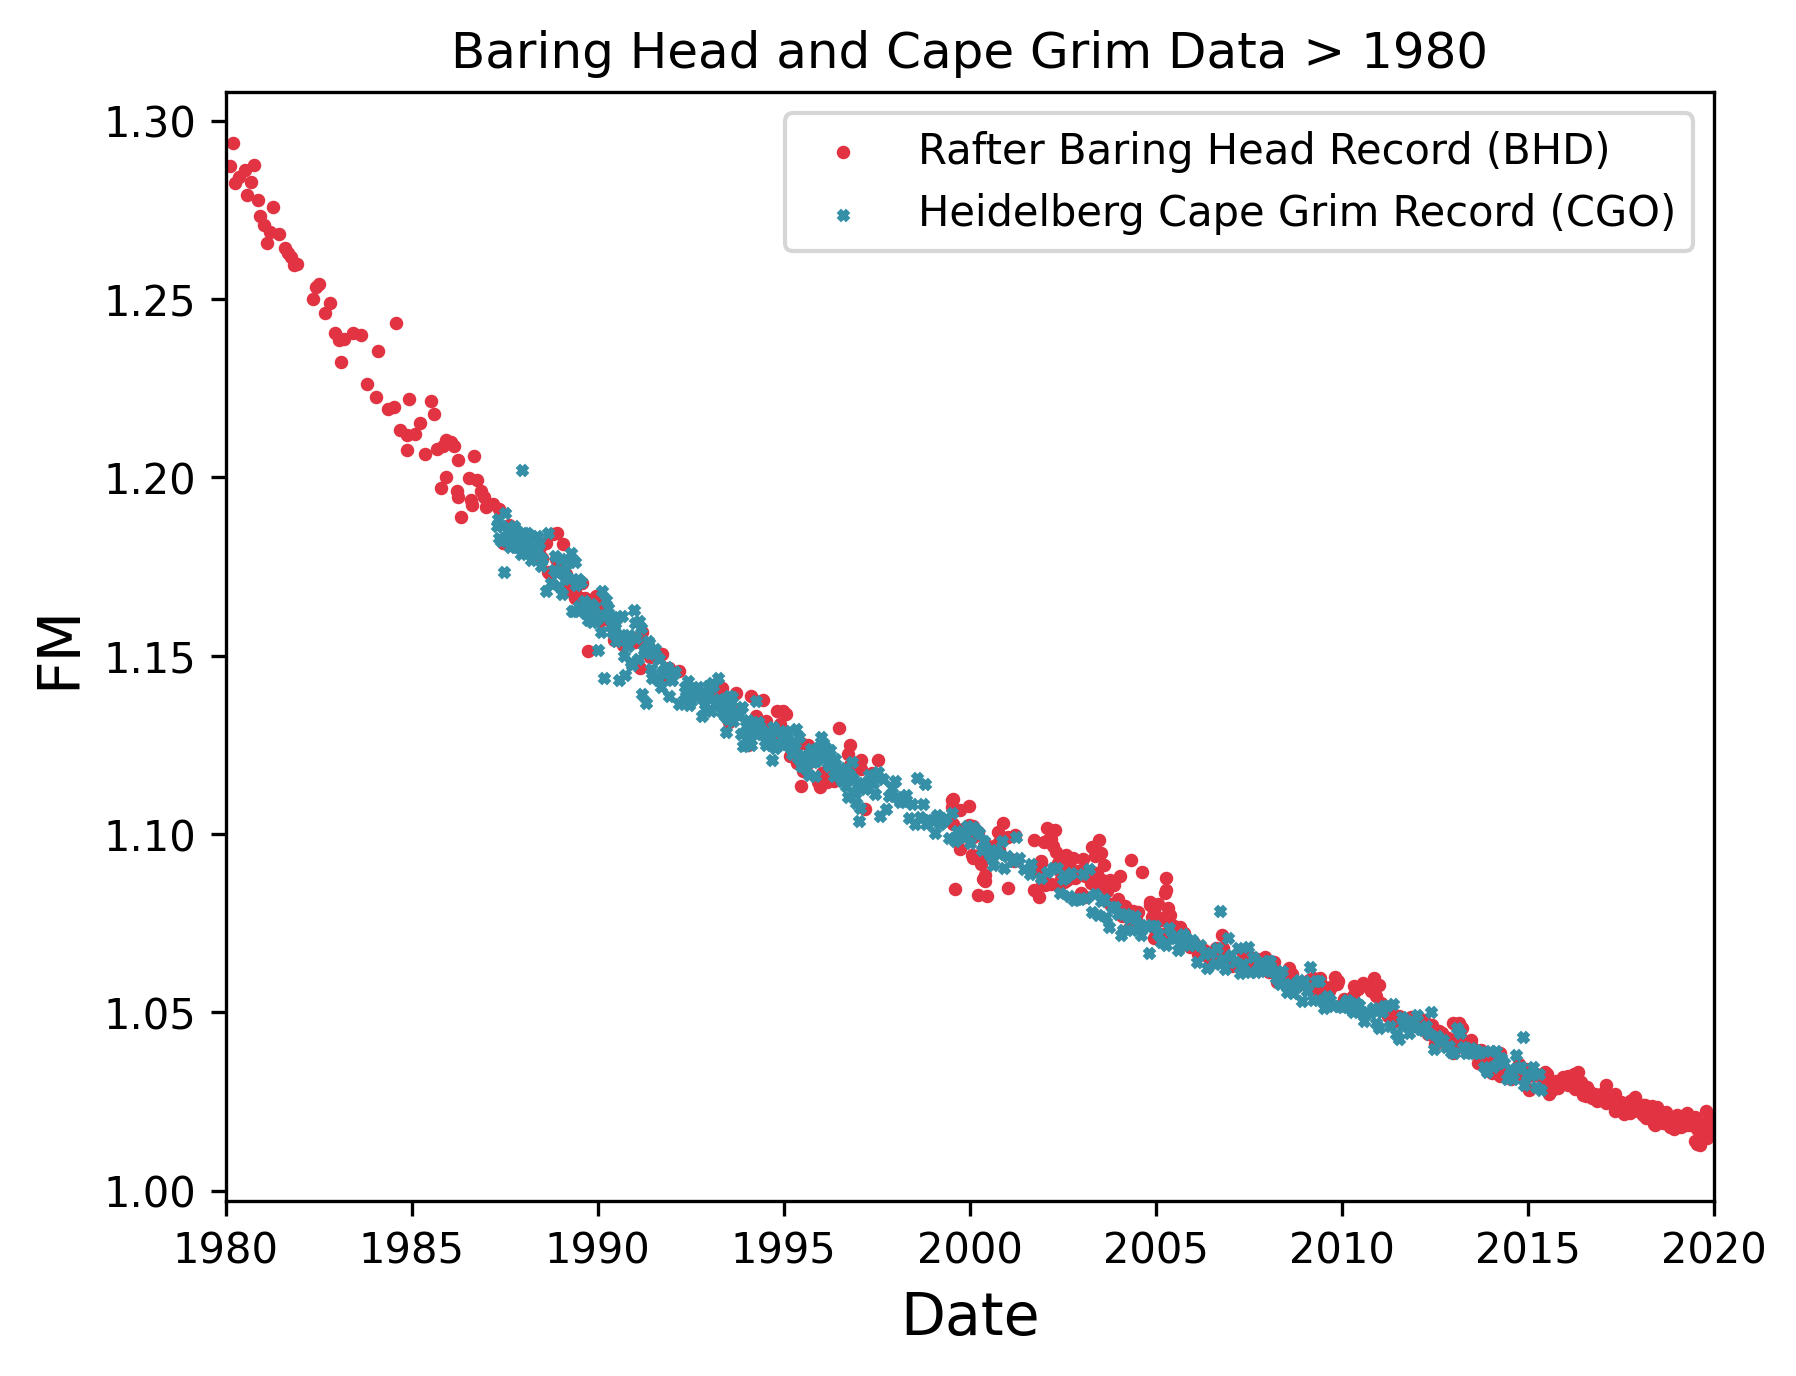 Baring Head and Cape Grim Data > 1980
Rafter Baring Head Record (BHD)
Heidelberg Cape Grim Record (CGO)
FM
1.30
1.25
1.20
1.15
1.10
1.05
1.00
1980 1985 1990 1995 2000 2005 2010 2015 2020
Date